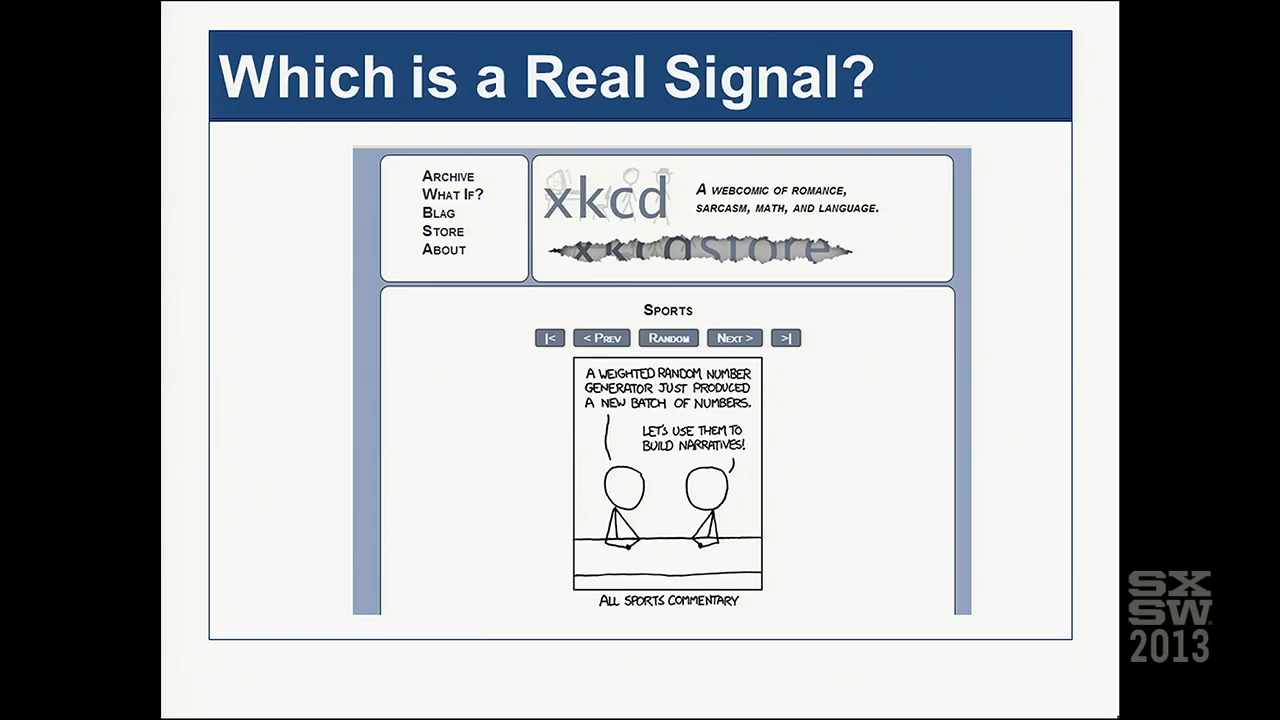 Which is a Real Signal?
ARCHIVE
WHAT IF?
BLAG
STORE
ABOUT
xkcd
A WEBCOMIC OF ROMANCE,
SARCASM, MATH, AND LANGUAGE.
xkcdstore
SPORTS
|<
< PREV
RANDOM
NEXT >
>|
A WEIGHTED RANDOM NUMBER
GENERATOR JUST PRODUCED
A NEW BATCH OF NUMBERS.
LET'S USE THEM TO
BUILD NARRATIVES!
ALL SPORTS COMMENTARY
SX
SW®
2013